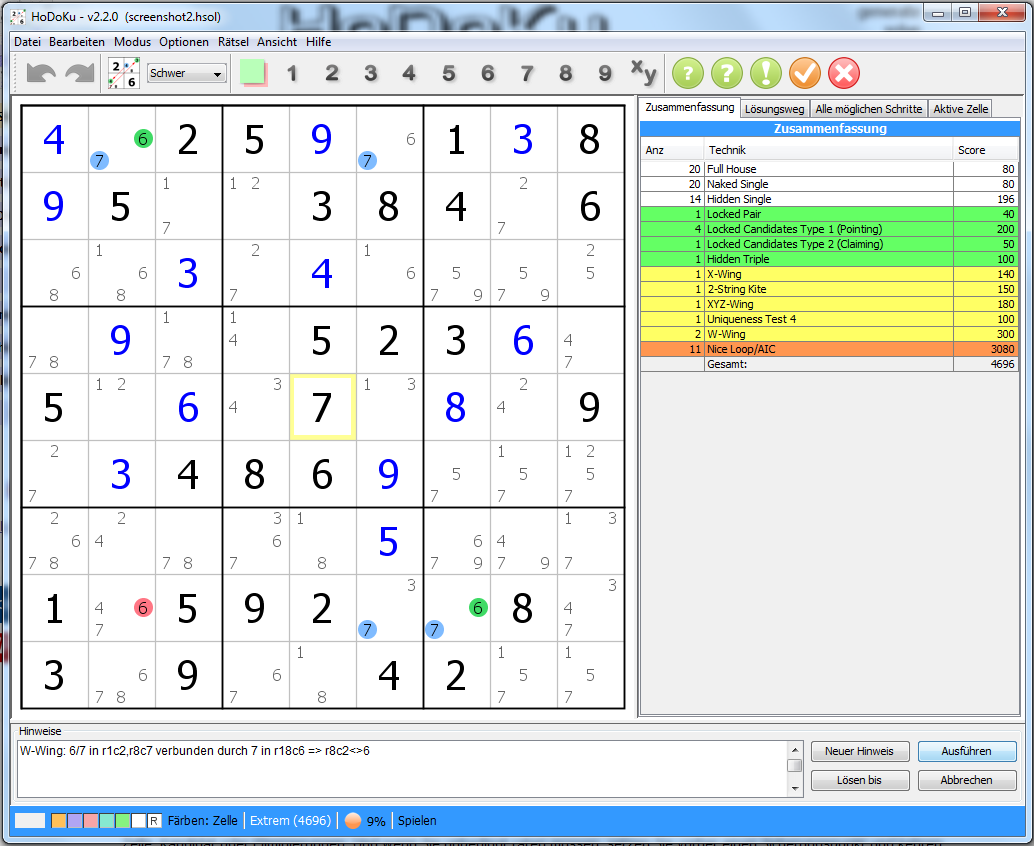 HoDoKu - v2.2.0 (screenshot2.hsol)
Datei Bearbeiten Modus Optionen Rätsel Ansicht Hilfe
2 6 Schwer 1 2 3 4 5 6 7 8 9 xy ? ? !
4 6 2 5 9 6 1 3 8
7 7
1 1 2 2
9 5 3 8 4 6
7 7
1 2 1 2
6 6 3 4 6 5 5 5
8 8 7 7 9 7 9
1 1
9 4 5 2 3 6 4
7 8 7 8 7
1 2 3 1 3 2
5 6 4 7 8 4 9
2 1 1 2
3 4 8 6 9 5 5 5
7 7 7 7
2 2 3 1 1 3
6 4 6 5 6 4
7 8 7 8 7 8 7 9 7 9 7
3 3
1 4 6 5 9 2 6 8 4
7 7 7 7
1 1 1
3 6 9 6 4 2 5 5
7 8 7 8 7 7
Zusammenfassung Lösungsweg Alle möglichen Schritte Aktive Zelle
Zusammenfassung
Anz Technik Score
20 Full House 80
20 Naked Single 80
14 Hidden Single 196
1 Locked Pair 40
4 Locked Candidates Type 1 (Pointing) 200
1 Locked Candidates Type 2 (Claiming) 50
1 Hidden Triple 100
1 X-Wing 140
1 2-String Kite 150
1 XYZ-Wing 180
1 Uniqueness Test 4 100
2 W-Wing 300
11 Nice Loop/AIC 3080
Gesamt: 4696
Hinweise
W-Wing: 6/7 in r1c2,r8c7 verbunden durch 7 in r18c6 => r8c2<>6
Neuer Hinweis Ausführen
Lösen bis Abbrechen
R Färben: Zelle Extrem (4696) 9% Spielen